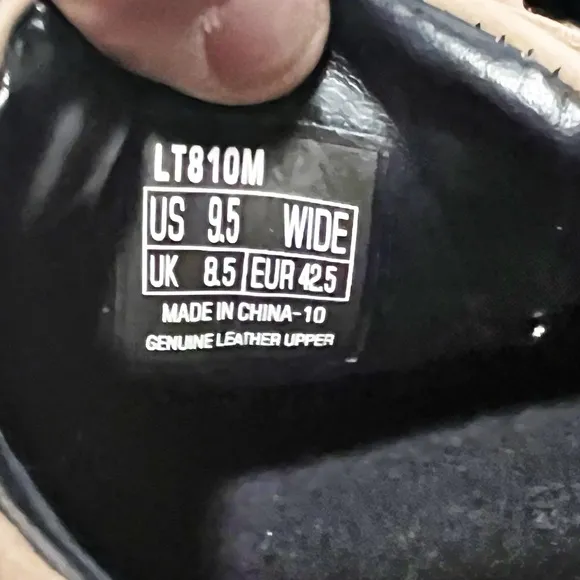 LT810M
US 9.5 WIDE
UK 8.5 EUR 42.5
MADE IN CHINA-10
GENUINE LEATHER UPPER